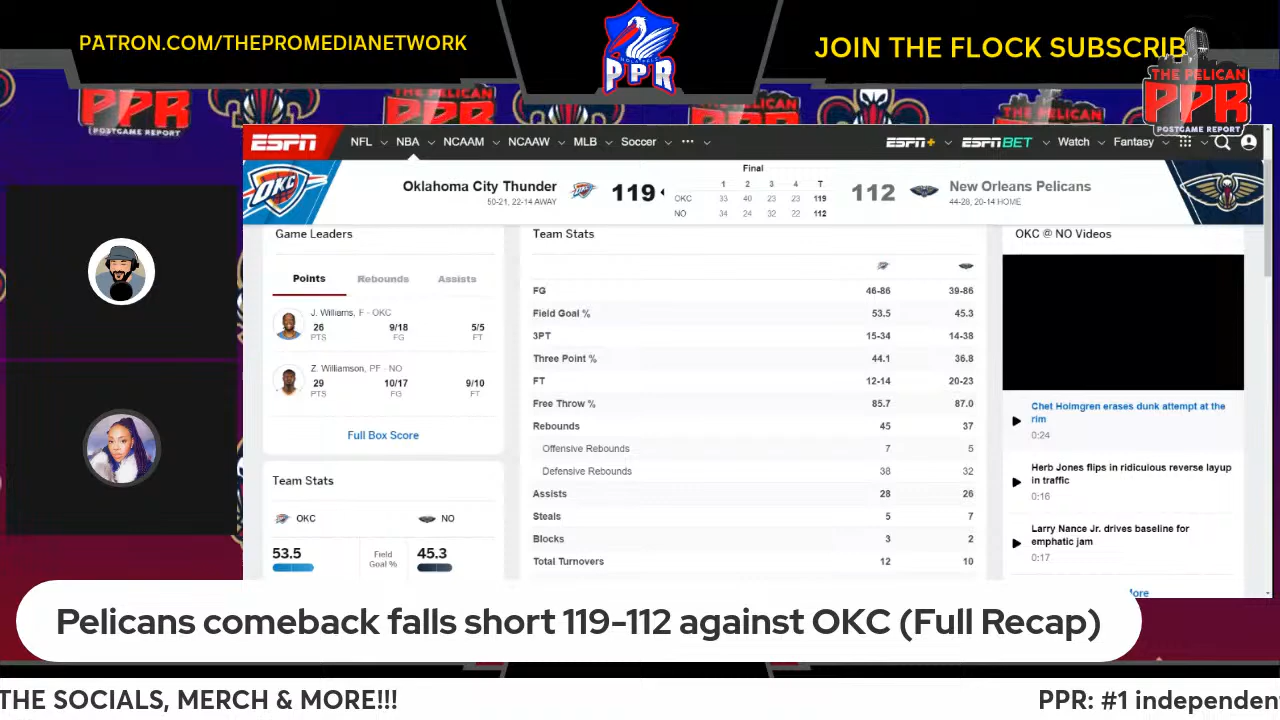 PATRON.COM/THEPROMEDIANETWORK
PPR
JOIN THE FLOCK SUBSCRIB
THE PELICAN
PPR
POSTGAME REPORT
PPR
POSTGAME REPORT
ESPN
NFL
NBA
NCAAM
NCAAW
MLB
Soccer
ESPN+
ESPN BET
Watch
Fantasy
OKC
Oklahoma City Thunder
50-21, 22-14 AWAY
119
Final
1 2 3 4 T
OKC 33 40 23 23 119
NO 34 24 32 22 112
112
New Orleans Pelicans
44-28, 20-14 HOME
Game Leaders
Points
Rebounds
Assists
J. Williams, F - OKC
26 9/18 5/5
PTS FG FT
Z. Williamson, PF - NO
29 10/17 9/10
PTS FG FT
Full Box Score
Team Stats
OKC NO
53.5 Field Goal % 45.3
Team Stats
FG 46-86 39-86
Field Goal % 53.5 45.3
3PT 15-34 14-38
Three Point % 44.1 36.8
FT 12-14 20-23
Free Throw % 85.7 87.0
Rebounds 45 37
Offensive Rebounds 7 5
Defensive Rebounds 38 32
Assists 28 26
Steals 5 7
Blocks 3 2
Total Turnovers 12 10
OKC @ NO Videos
Chet Holmgren erases dunk attempt at the
rim
0:24
Herb Jones flips in ridiculous reverse layup
in traffic
0:16
Larry Nance Jr. drives baseline for
emphatic jam
0:17
Pelicans comeback falls short 119-112 against OKC (Full Recap)
THE SOCIALS, MERCH & MORE!!!
PPR: #1 independen